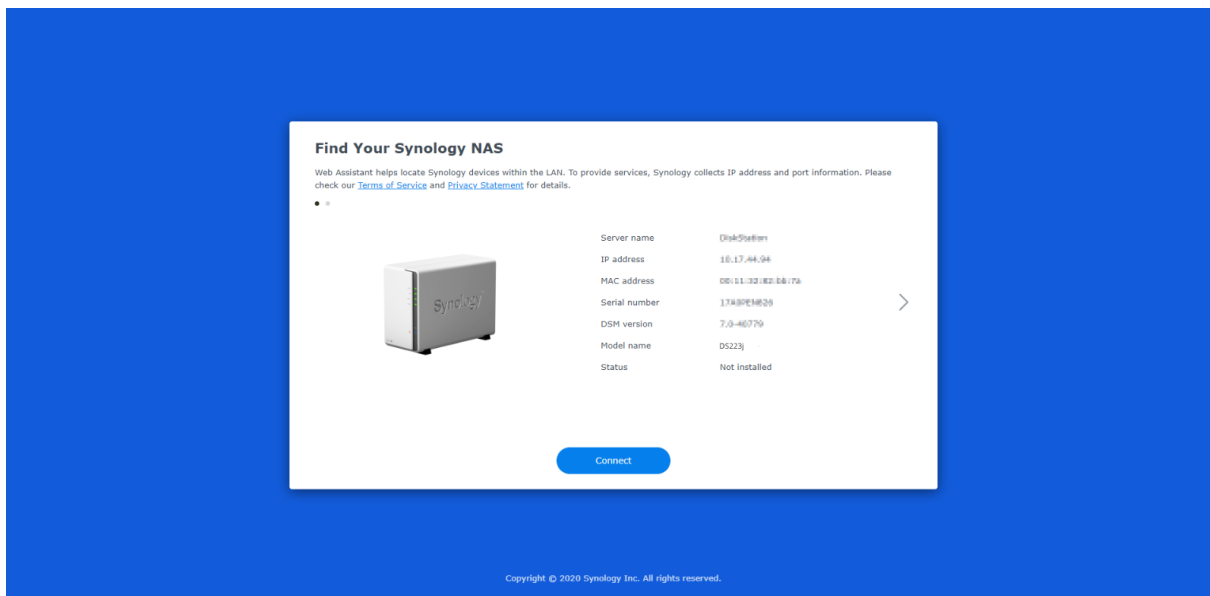 Find Your Synology NAS
Web Assistant helps locate Synology devices within the LAN. To provide services, Synology collects IP address and port information. Please
check our Terms of Service and Privacy Statement for details.
Synology
Server name DiskStation
IP address
MAC address
Serial number
DSM version
Model name DS223j
Status Not installed
Connect
Copyright © 2020 Synology Inc. All rights reserved.